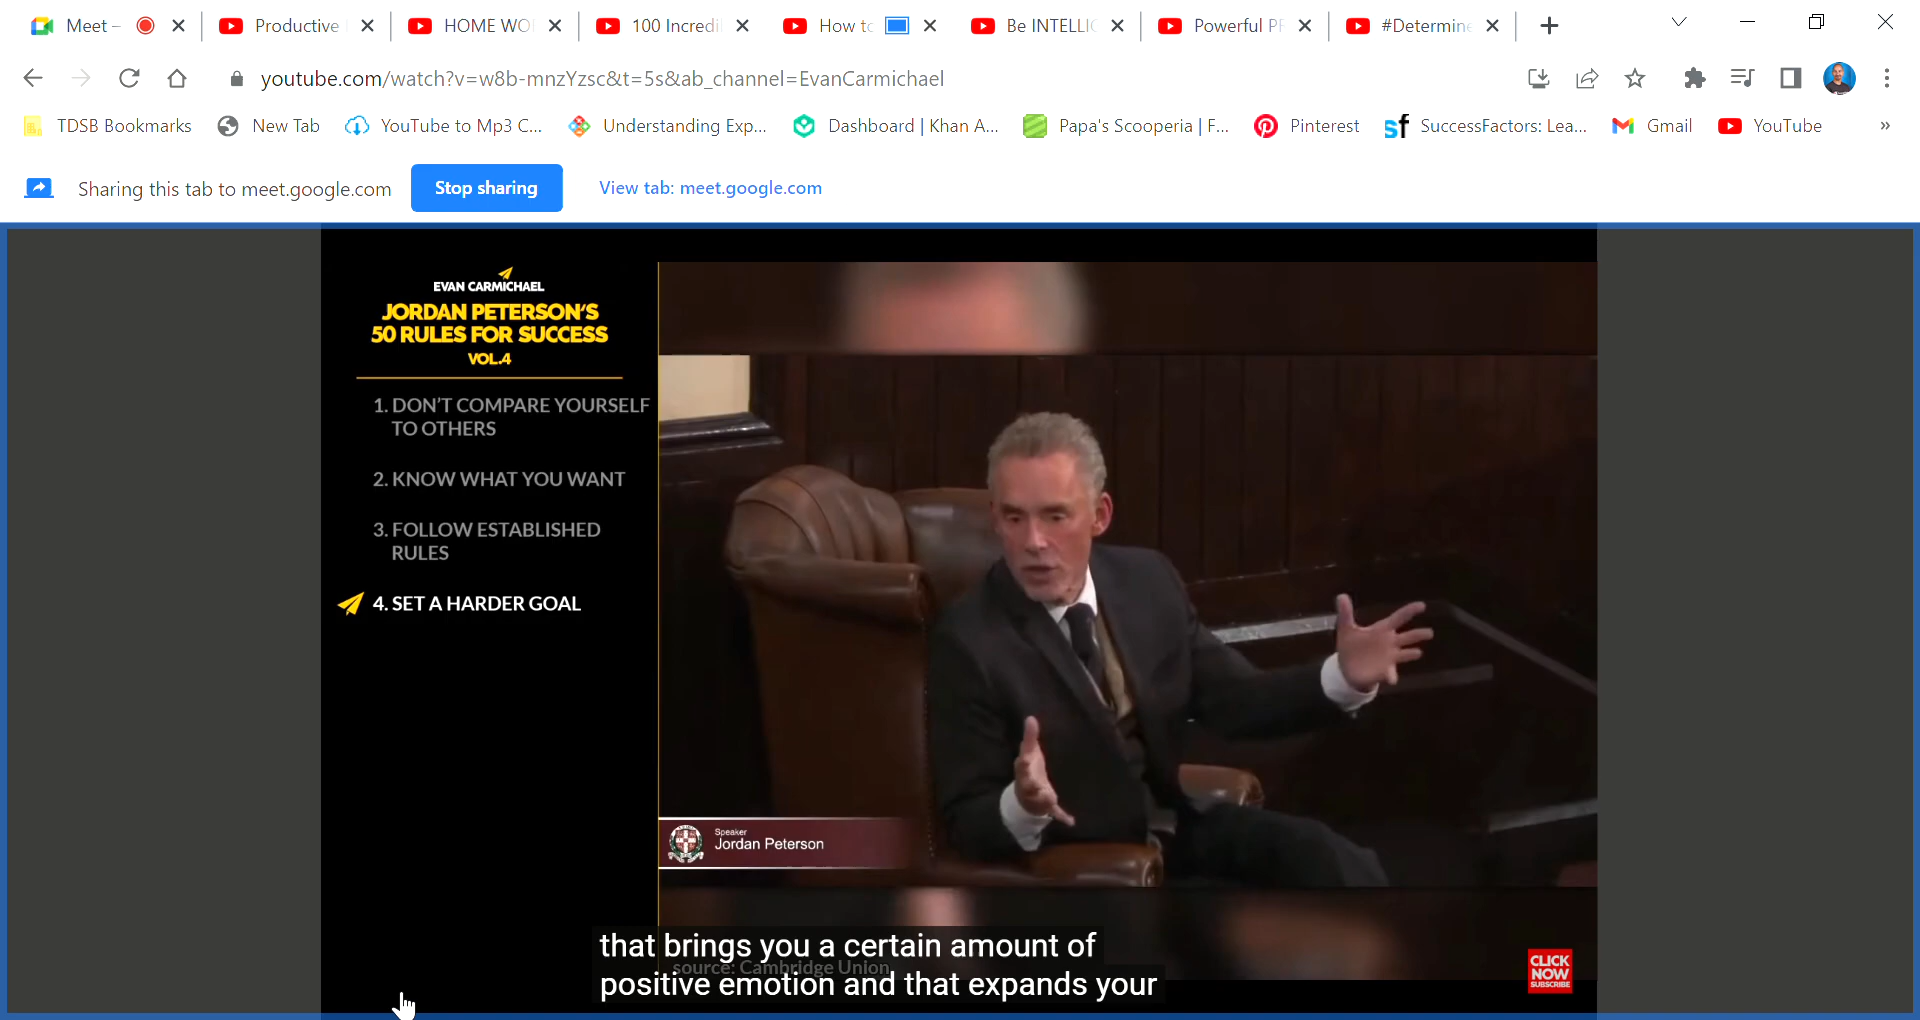 Meet –
Productive
HOME WO
100 Incredi
How to
Be INTELLIG
Powerful PR
#Determine
youtube.com/watch?v=w8b-mnzYzsc&t=5s&ab_channel=EvanCarmichael
TDSB Bookmarks
New Tab
YouTube to Mp3 C...
Understanding Exp...
Dashboard | Khan A...
Papa's Scooperia | F...
Pinterest
SuccessFactors: Lea...
Gmail
YouTube
»
Sharing this tab to meet.google.com
Stop sharing
View tab: meet.google.com
EVAN CARMICHAEL
JORDAN PETERSON'S
50 RULES FOR SUCCESS
VOL.4
1. DON'T COMPARE YOURSELF
TO OTHERS
2. KNOW WHAT YOU WANT
3. FOLLOW ESTABLISHED
RULES
4. SET A HARDER GOAL
Speaker
Jordan Peterson
that brings you a certain amount of
source: Cambridge Union
positive emotion and that expands your
CLICK
NOW
SUBSCRIBE